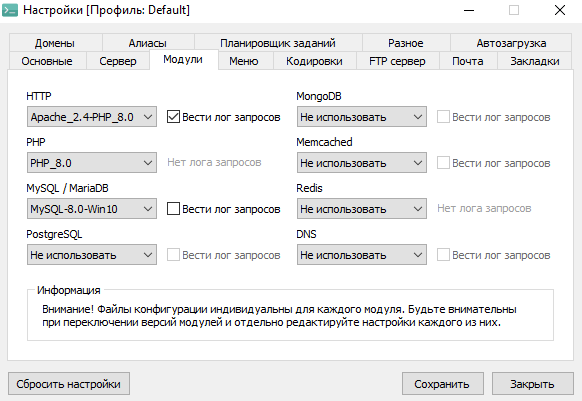 Настройки [Профиль: Default]
Домены Алиасы Планировщик заданий Разное Автозагрузка
Основные Сервер Модули Меню Кодировки FTP сервер Почта Закладки
HTTP MongoDB
Apache_2.4-PHP_8.0 Вести лог запросов Не использовать Вести лог запросов
PHP Memcached
PHP_8.0 Нет лога запросов Не использовать Вести лог запросов
MySQL / MariaDB Redis
MySQL-8.0-Win10 Вести лог запросов Не использовать Нет лога запросов
PostgreSQL DNS
Не использовать Вести лог запросов Не использовать Вести лог запросов
Информация
Внимание! Файлы конфигурации индивидуальны для каждого модуля. Будьте внимательны
при переключении версий модулей и отдельно редактируйте настройки каждого из них.
Сбросить настройки Сохранить Закрыть